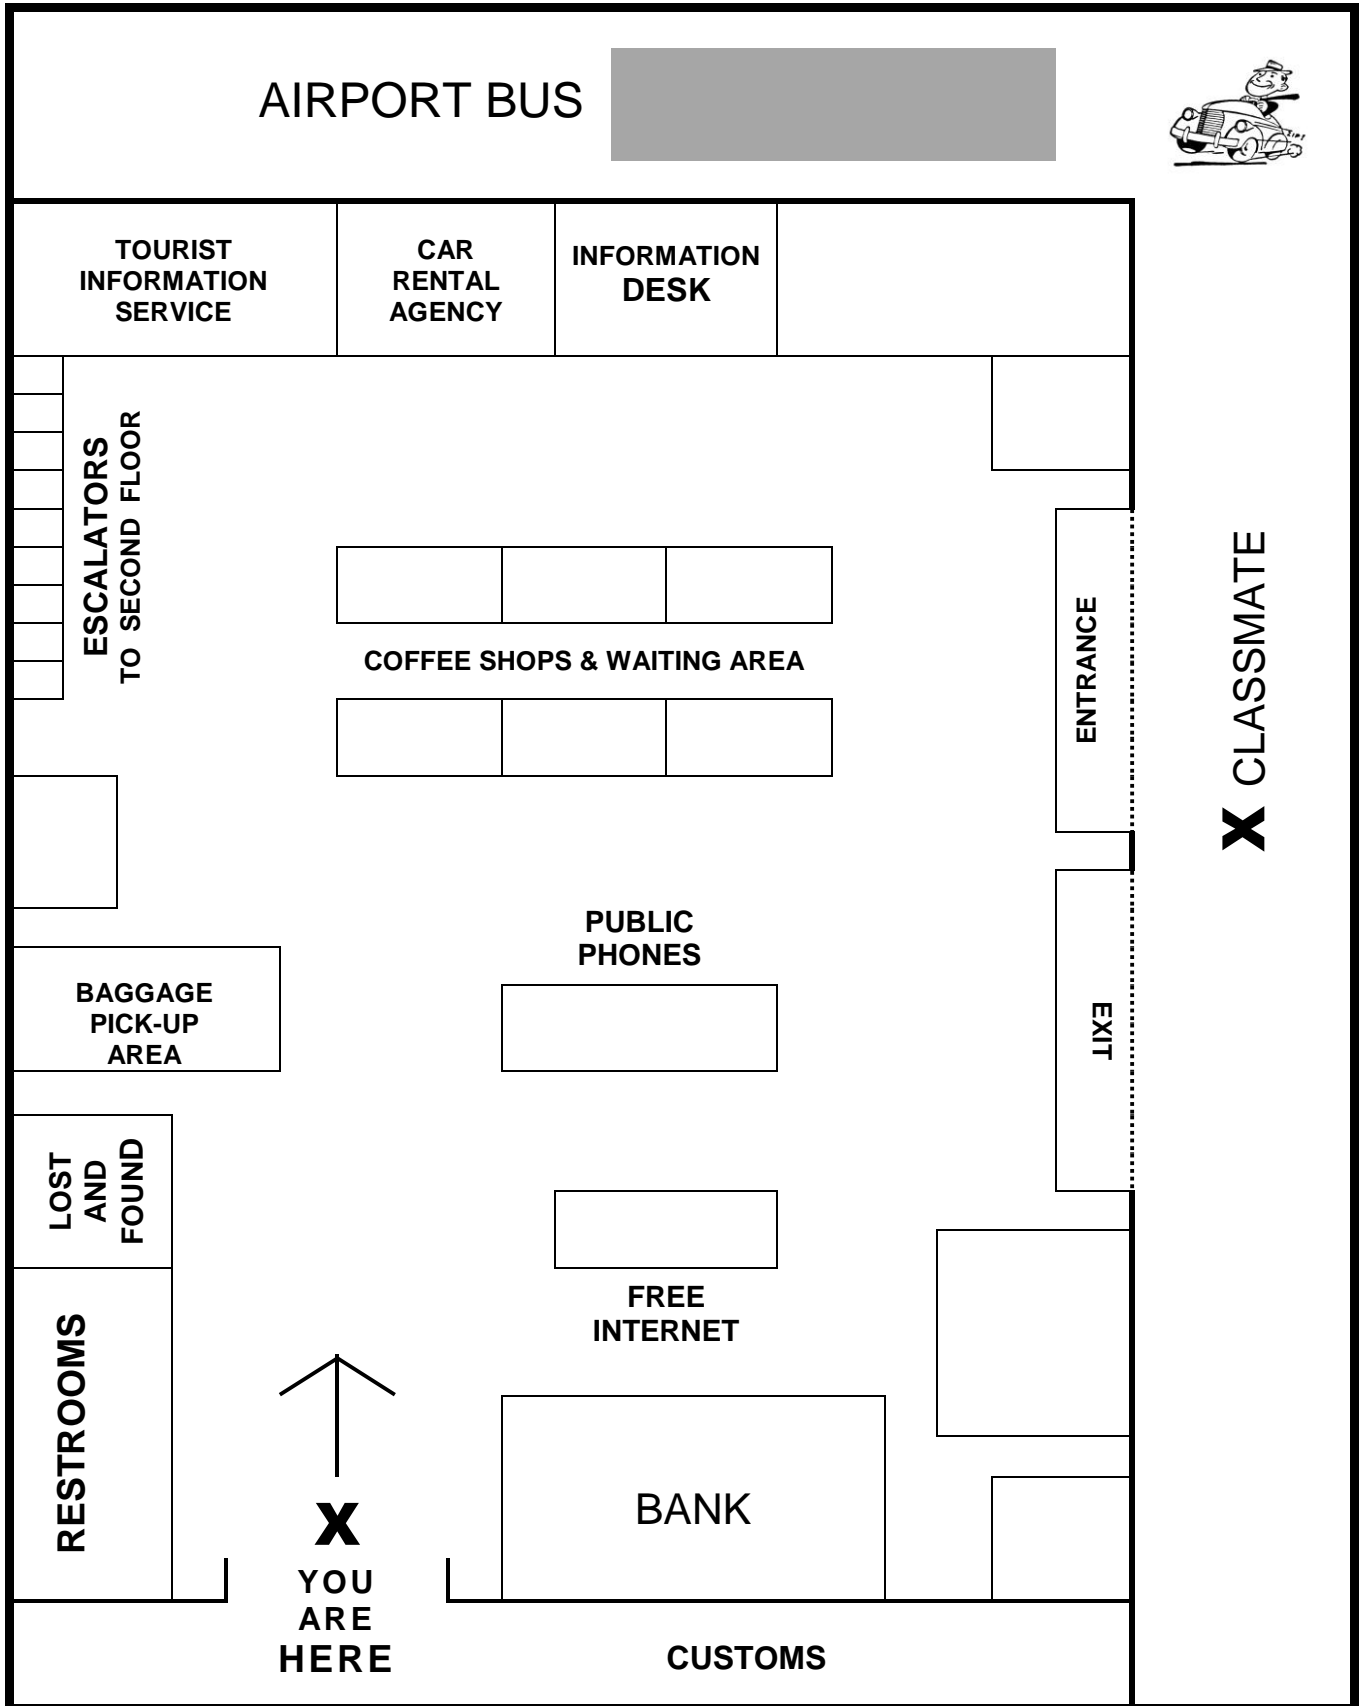 AIRPORT BUS
TOURIST
INFORMATION
SERVICE
CAR
RENTAL
AGENCY
INFORMATION
DESK
ESCALATORS
TO SECOND FLOOR
COFFEE SHOPS & WAITING AREA
ENTRANCE
X CLASSMATE
PUBLIC
PHONES
BAGGAGE
PICK-UP
AREA
EXIT
LOST
AND
FOUND
FREE
INTERNET
RESTROOMS
BANK
X
YOU
ARE
HERE
CUSTOMS